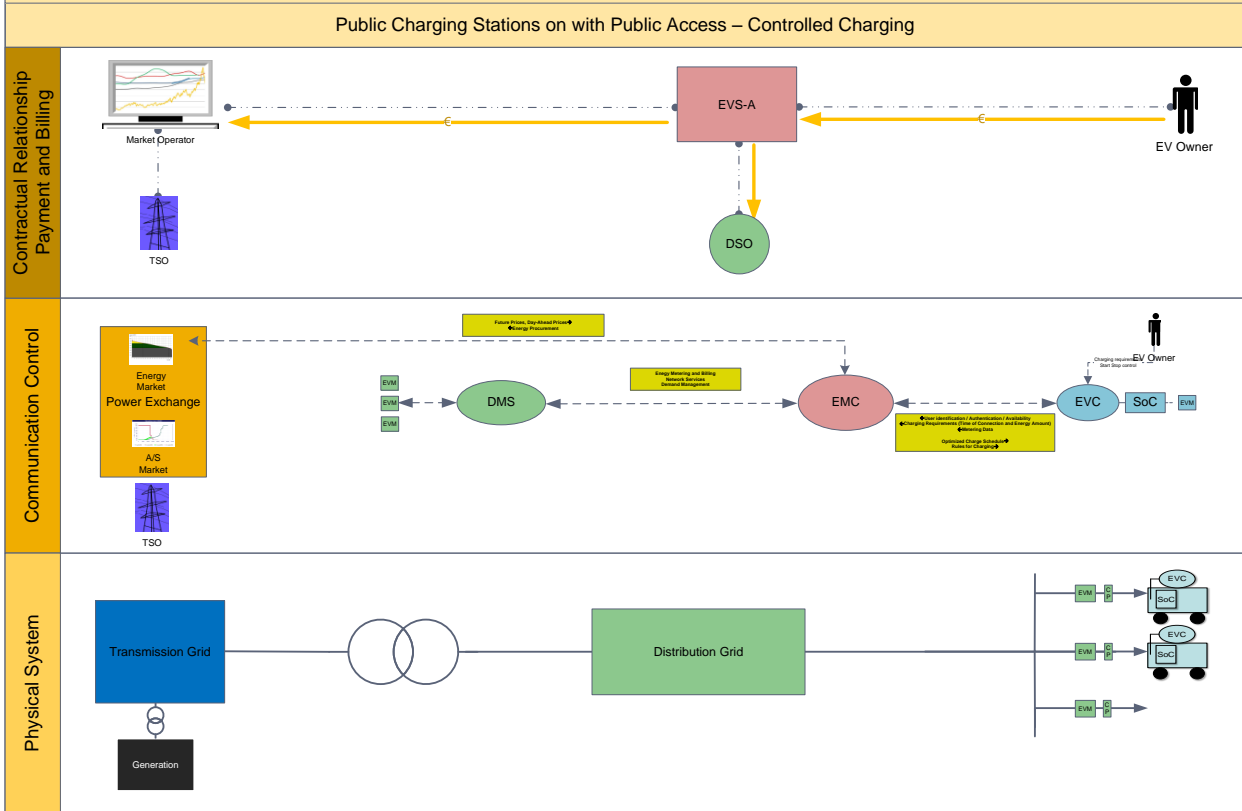 Public Charging Stations on with Public Access – Controlled Charging
Contractual Relationship
Payment and Billing
Market Operator
€
EVS-A
€
EV Owner
TSO
DSO
Communication Control
Energy
Market
Power Exchange
A/S
Market
TSO
Future Prices, Day-Ahead Prices
Energy Procurement
EVM
EVM
EVM
DMS
Enegy Metering and Billing
Network Services
Demand Management
EMC
User identification / Authentication / Availability
Charging Requirements (Time of Connection and Energy Amount)
Metering Data
Optimized Charge Schedule
Rules for Charging
EV Owner
Start Stop control
EVC
SoC
EVM
Physical System
Transmission Grid
Generation
Distribution Grid
EVM
C
P
EVC
SoC
EVM
C
P
EVC
SoC
EVM
C
P